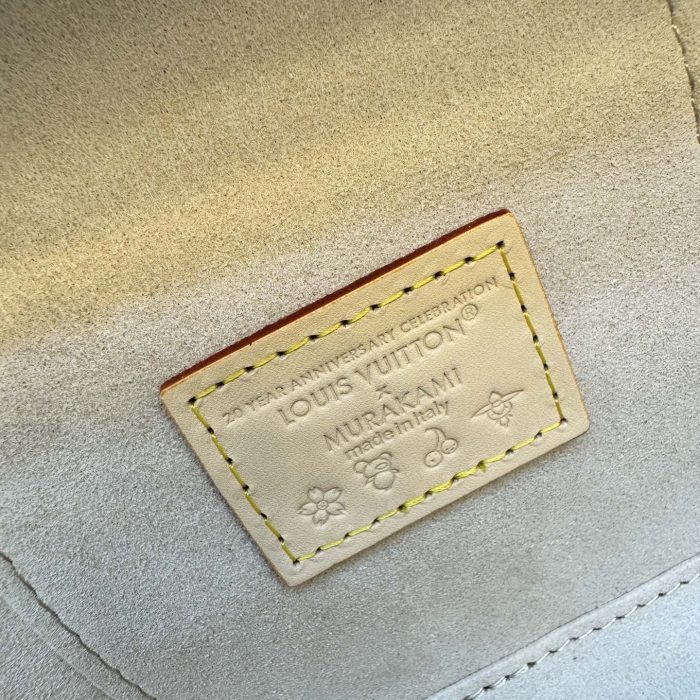 20 YEAR ANNIVERSARY CELEBRATION
LOUIS VUITTON®
×
MURAKAMI
made in Italy